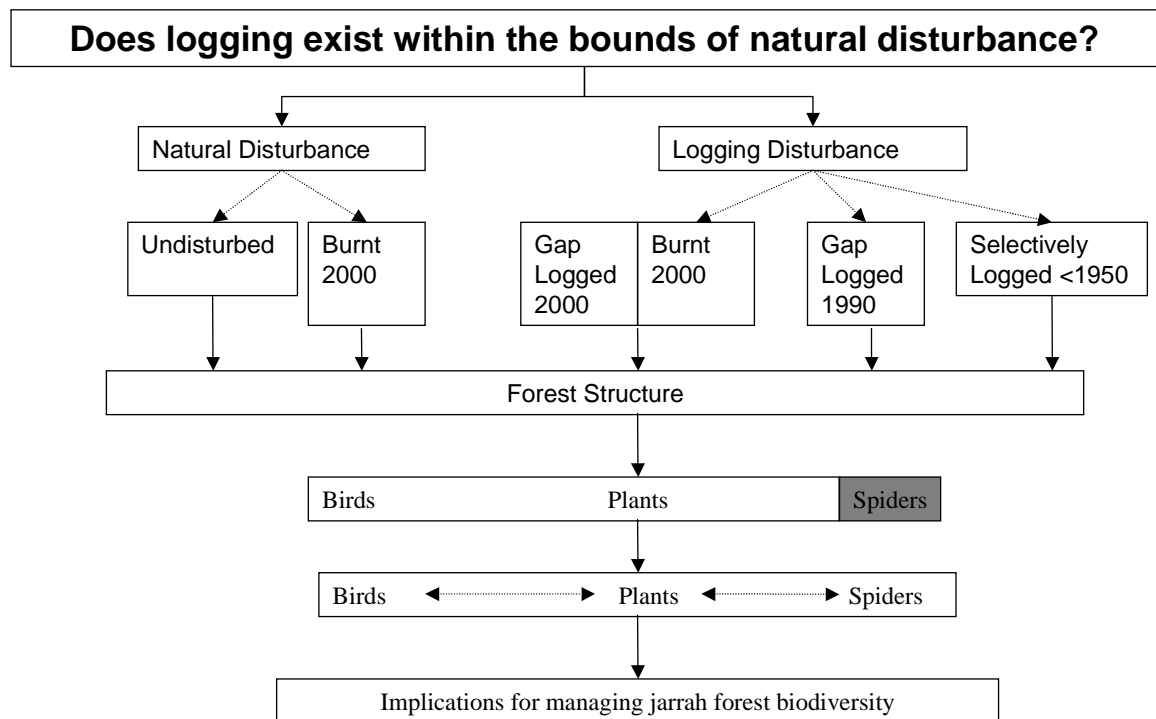 Does logging exist within the bounds of natural disturbance?
Natural Disturbance
Logging Disturbance
Undisturbed
Burnt
2000
Gap
Logged
2000
Burnt
2000
Gap
Logged
1990
Selectively
Logged <1950
Forest Structure
Birds Plants Spiders
Birds Plants Spiders
Implications for managing jarrah forest biodiversity